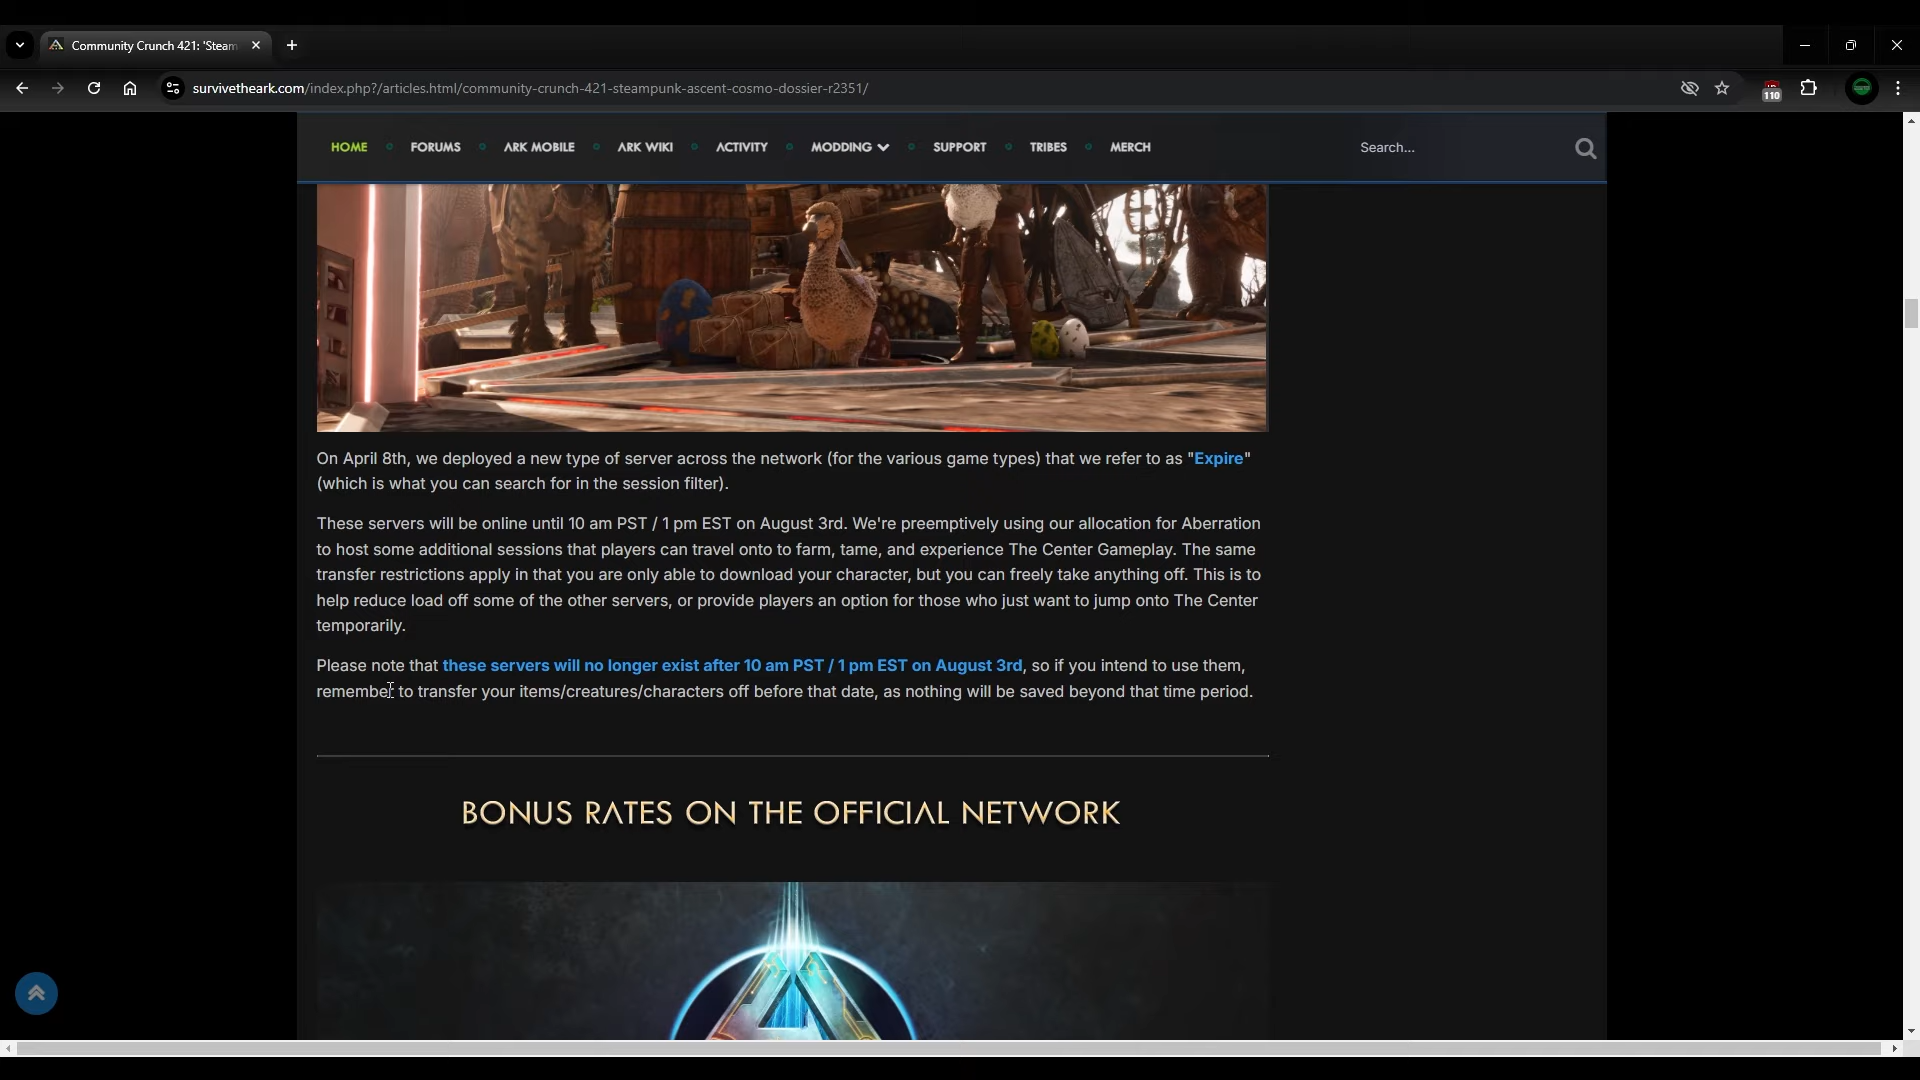 Community Crunch 421: 'Steam
survivetheark.com/index.php?/articles.html/community-crunch-421-steampunk-ascent-cosmo-dossier-r2351/
110
HOME FORUMS ARK MOBILE ARK WIKI ACTIVITY MODDING SUPPORT TRIBES MERCH Search...
On April 8th, we deployed a new type of server across the network (for the various game types) that we refer to as "Expire"
(which is what you can search for in the session filter).
These servers will be online until 10 am PST / 1 pm EST on August 3rd. We're preemptively using our allocation for Aberration
to host some additional sessions that players can travel onto to farm, tame, and experience The Center Gameplay. The same
transfer restrictions apply in that you are only able to download your character, but you can freely take anything off. This is to
help reduce load off some of the other servers, or provide players an option for those who just want to jump onto The Center
temporarily.
Please note that these servers will no longer exist after 10 am PST / 1 pm EST on August 3rd, so if you intend to use them,
remember to transfer your items/creatures/characters off before that date, as nothing will be saved beyond that time period.
BONUS RATES ON THE OFFICIAL NETWORK